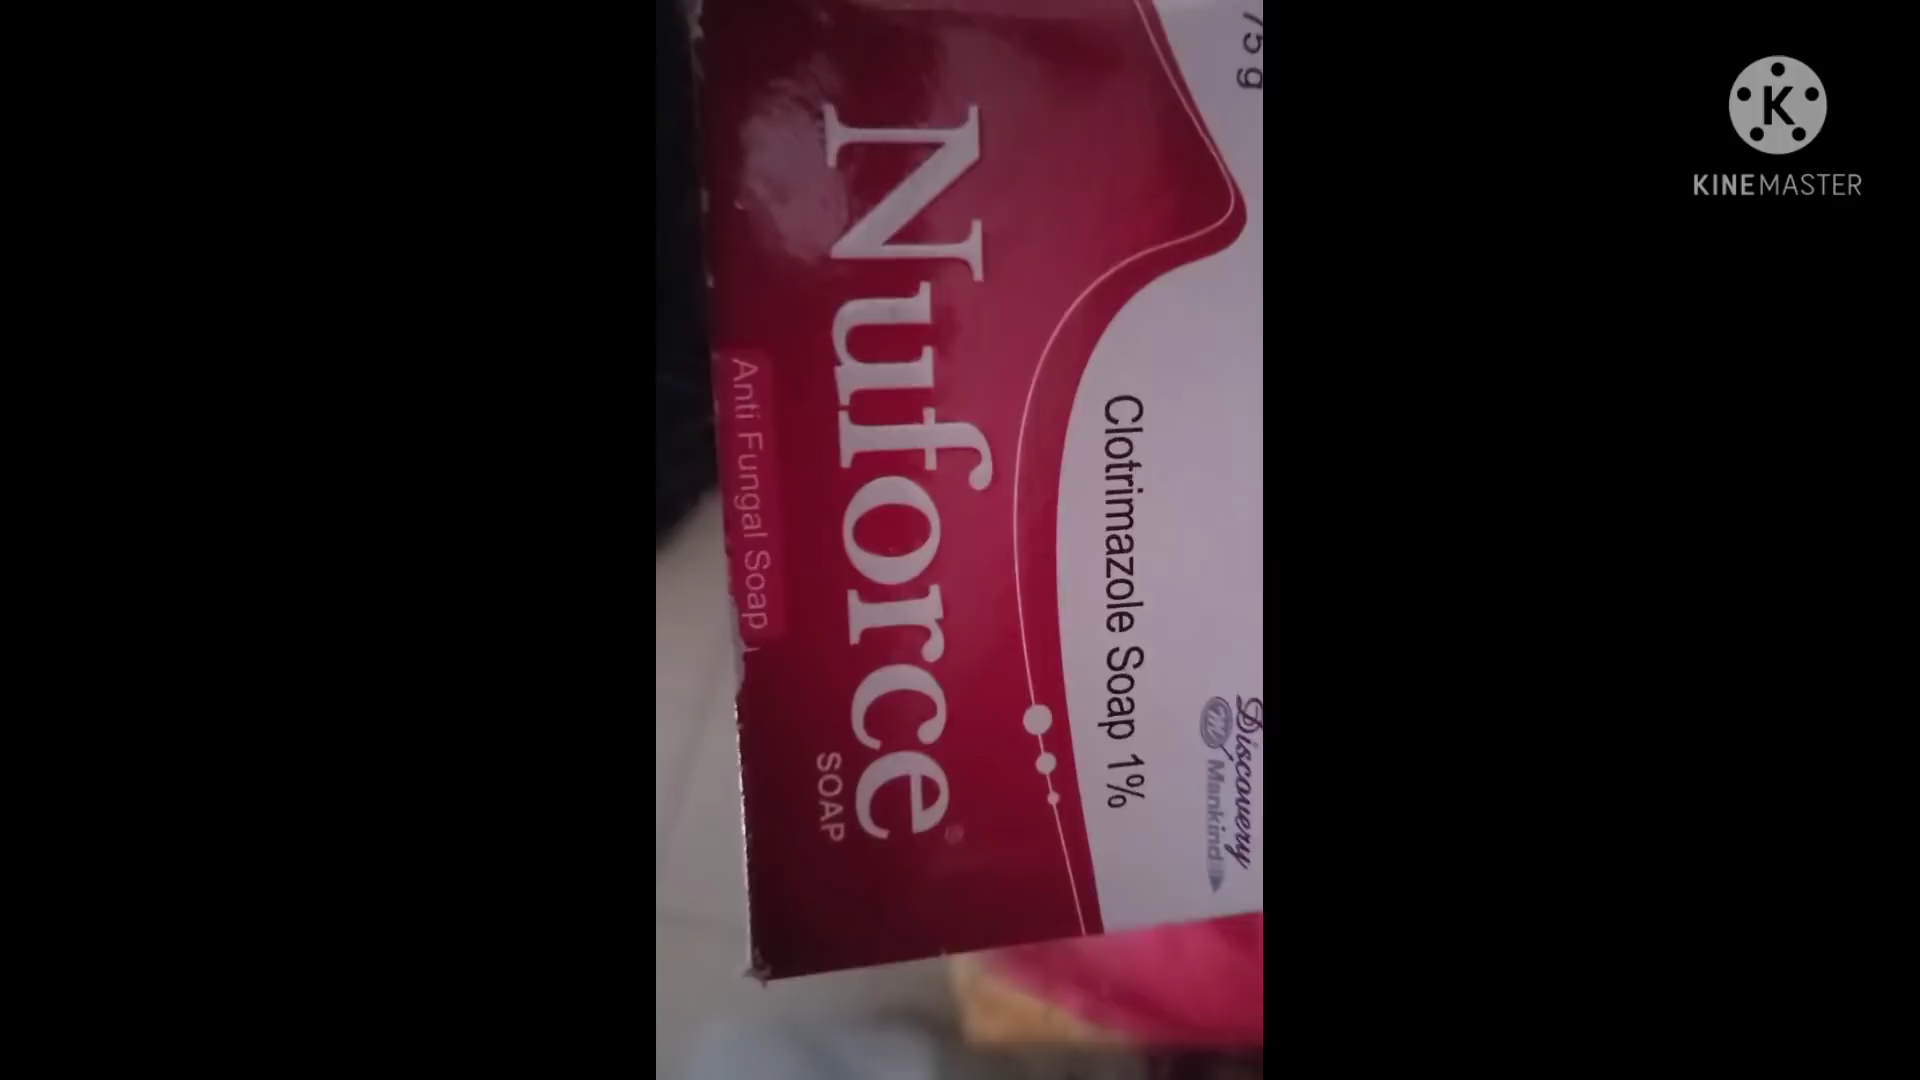 75 g
Nuforce®
SOAP
Anti Fungal Soap
Clotrimazole Soap 1%
Discovery
Mankind
K
KINEMASTER